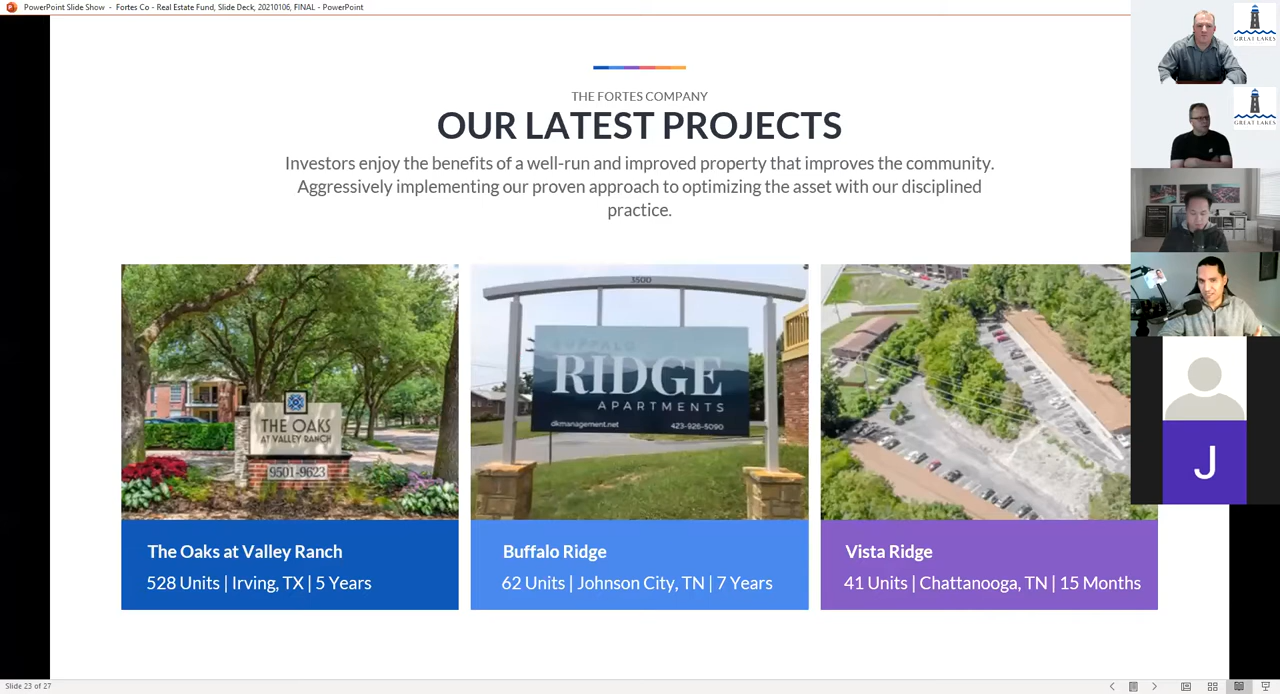 PowerPoint Slide Show - Fortes Co - Real Estate Fund, Slide Deck, 20210106, FINAL - PowerPoint
GREAT LAKES
GREAT LAKES
THE FORTES COMPANY
OUR LATEST PROJECTS
Investors enjoy the benefits of a well-run and improved property that improves the community.
Aggressively implementing our proven approach to optimizing the asset with our disciplined
practice.
THE OAKS
AT VALLEY RANCH
9501-9623
3500
BUFFALO
RIDGE
APARTMENTS
dkmanagement.net 423-926-5090
J
The Oaks at Valley Ranch
528 Units | Irving, TX | 5 Years
Buffalo Ridge
62 Units | Johnson City, TN | 7 Years
Vista Ridge
41 Units | Chattanooga, TN | 15 Months
Slide 23 of 27